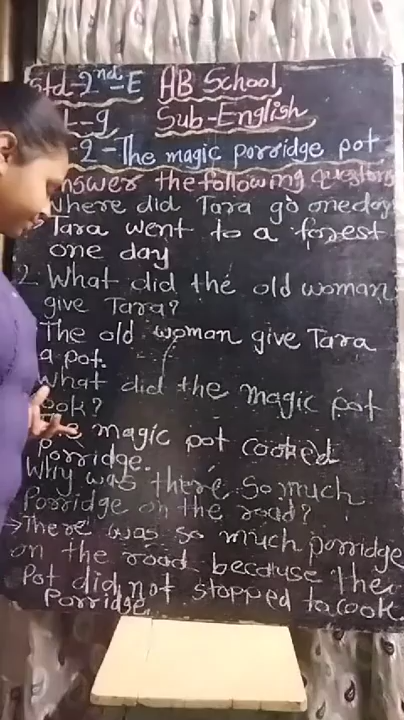 Std-2nd-E AB School,
L-9 Sub-English
-2-The magic porridge pot
Answer the following questions
Where did Tara go one day
Tara went to a forest
one day
2 What did the old woman
give Tara?
The old woman give Tara
a pot.
What did the magic pot
cook?
The magic pot cooked
porridge.
Why was there so much
Porridge on the road?
→There was so much porridge
on the road because the
Pot did not stopped to cook
Porridge.